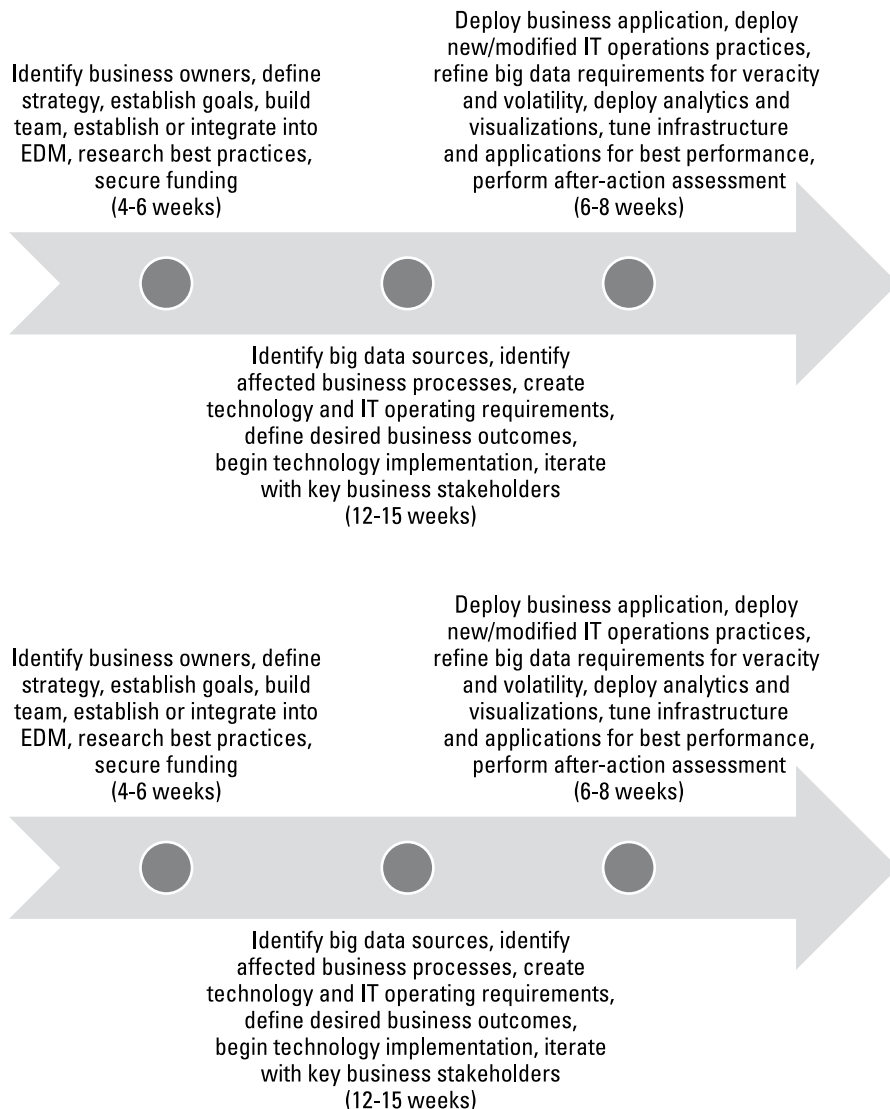 Identify business owners, define
strategy, establish goals, build
team, establish or integrate into
EDM, research best practices,
secure funding
(4-6 weeks)
Deploy business application, deploy
new/modified IT operations practices,
refine big data requirements for veracity
and volatility, deploy analytics and
visualizations, tune infrastructure
and applications for best performance,
perform after-action assessment
(6-8 weeks)
Identify big data sources, identify
affected business processes, create
technology and IT operating requirements,
define desired business outcomes,
begin technology implementation, iterate
with key business stakeholders
(12-15 weeks)
Identify business owners, define
strategy, establish goals, build
team, establish or integrate into
EDM, research best practices,
secure funding
(4-6 weeks)
Deploy business application, deploy
new/modified IT operations practices,
refine big data requirements for veracity
and volatility, deploy analytics and
visualizations, tune infrastructure
and applications for best performance,
perform after-action assessment
(6-8 weeks)
Identify big data sources, identify
affected business processes, create
technology and IT operating requirements,
define desired business outcomes,
begin technology implementation, iterate
with key business stakeholders
(12-15 weeks)